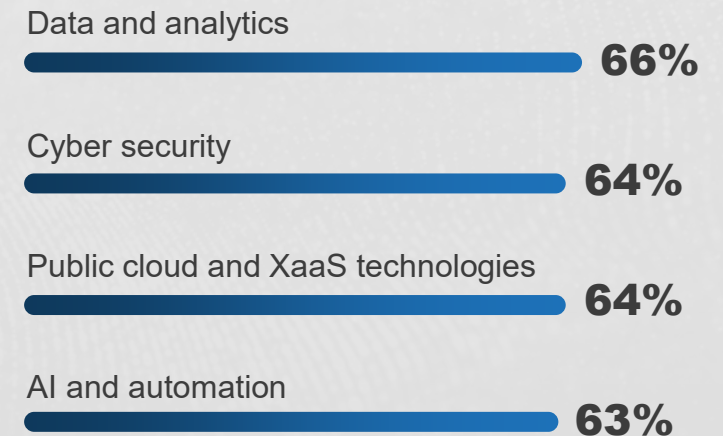 Data and analytics
66%
Cyber security
64%
Public cloud and XaaS technologies
64%
AI and automation
63%